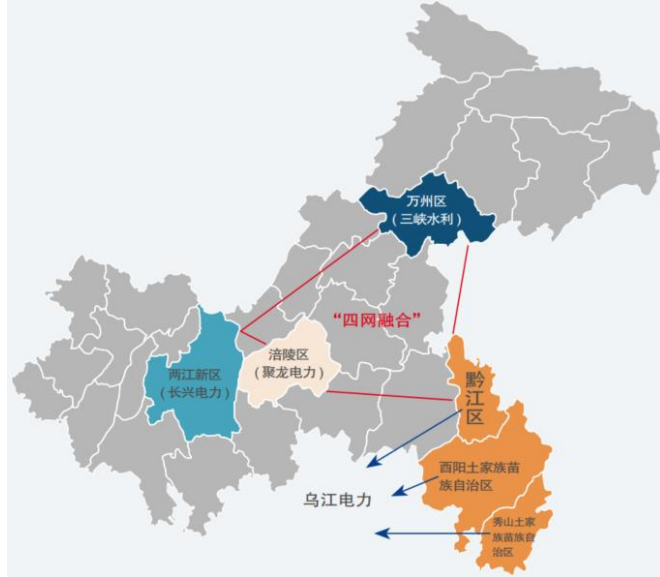 万州区
（三峡水利）
“四网融合”
涪陵区
（聚龙电力）
两江新区
（长兴电力）
黔江区
酉阳土家族苗
族自治区
乌江电力
秀山土家
族苗族自
治区